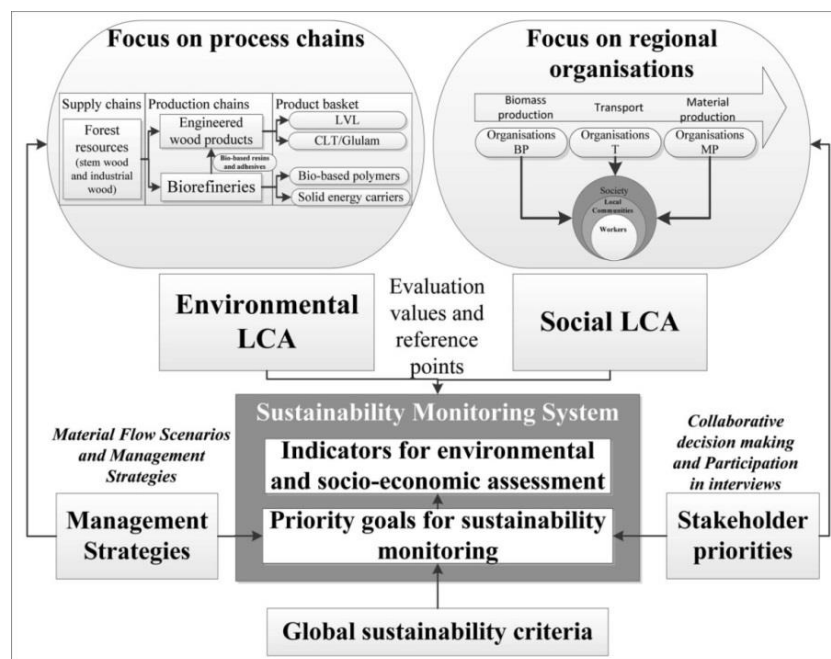 Focus on process chains
Supply chains
Production chains
Product basket
Forest
resources
(stem wood
and industrial
wood)
Engineered
wood products
Bio-based resins
and adhesives
Biorefineries
LVL
CLT/Glulam
Bio-based polymers
Solid energy carriers
Focus on regional
organisations
Biomass
production
Transport
Material
production
Organisations
BP
Organisations
T
Organisations
MP
Society
Local
Communities
Workers
Environmental
LCA
Evaluation
values and
reference
points
Social LCA
Sustainability Monitoring System
Indicators for environmental
and socio-economic assessment
Priority goals for sustainability
monitoring
Material Flow Scenarios
and Management
Strategies
Management
Strategies
Collaborative
decision making
and Participation
in interviews
Stakeholder
priorities
Global sustainability criteria